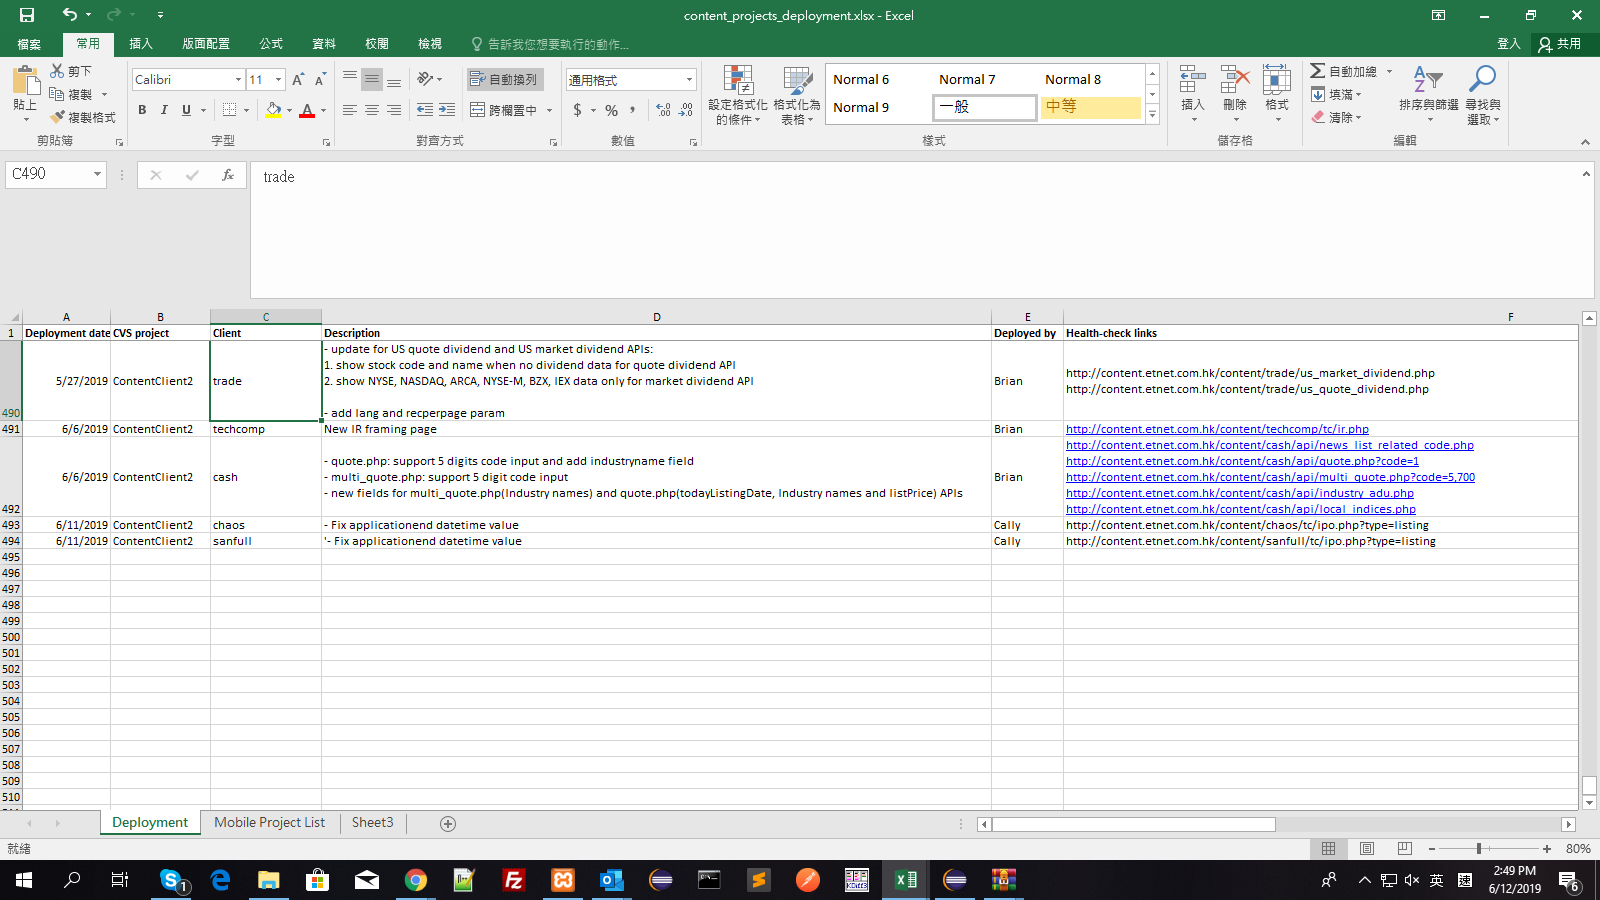 content_projects_deployment.xlsx - Excel
檔案 常用 插入 版面配置 公式 資料 校閱 檢視 告訴我您想要執行的動作... 登入 共用
貼上 剪下 複製 複製格式 剪貼簿
Calibri 11 A A B I U A 字型
自動換列 跨欄置中 對齊方式
通用格式 $ % , .00 數值
設定格式化的條件 格式化為表格
Normal 6 Normal 7 Normal 8
Normal 9 一般 中等
樣式
插入 刪除 格式 儲存格
自動加總 填滿 清除 排序與篩選 尋找與選取 編輯
C490 fx trade
A B C D E F
1 Deployment date CVS project Client Description Deployed by Health-check links
490 5/27/2019 ContentClient2 trade
- update for US quote dividend and US market dividend APIs:
1. show stock code and name when no dividend data for quote dividend API
2. show NYSE, NASDAQ, ARCA, NYSE-M, BZX, IEX data only for market dividend API
- add lang and recperpage param
Brian
http://content.etnet.com.hk/content/trade/us_market_dividend.php
http://content.etnet.com.hk/content/trade/us_quote_dividend.php
491 6/6/2019 ContentClient2 techcomp New IR framing page Brian http://content.etnet.com.hk/content/techcomp/tc/ir.php
492 6/6/2019 ContentClient2 cash
- quote.php: support 5 digits code input and add industryname field
- multi_quote.php: support 5 digit code input
- new fields for multi_quote.php(Industry names) and quote.php(todayListingDate, Industry names and listPrice) APIs
Brian
http://content.etnet.com.hk/content/cash/api/news_list_related_code.php
http://content.etnet.com.hk/content/cash/api/quote.php?code=1
http://content.etnet.com.hk/content/cash/api/multi_quote.php?code=5,700
http://content.etnet.com.hk/content/cash/api/industry_adu.php
http://content.etnet.com.hk/content/cash/api/local_indices.php
493 6/11/2019 ContentClient2 chaos - Fix applicationend datetime value Cally http://content.etnet.com.hk/content/chaos/tc/ipo.php?type=listing
494 6/11/2019 ContentClient2 sanfull '- Fix applicationend datetime value Cally http://content.etnet.com.hk/content/sanfull/tc/ipo.php?type=listing
495
496
497
498
499
500
501
502
503
504
505
506
507
508
509
510
Deployment Mobile Project List Sheet3
就緒 80%
英 速 2:49 PM
6/12/2019
1
6